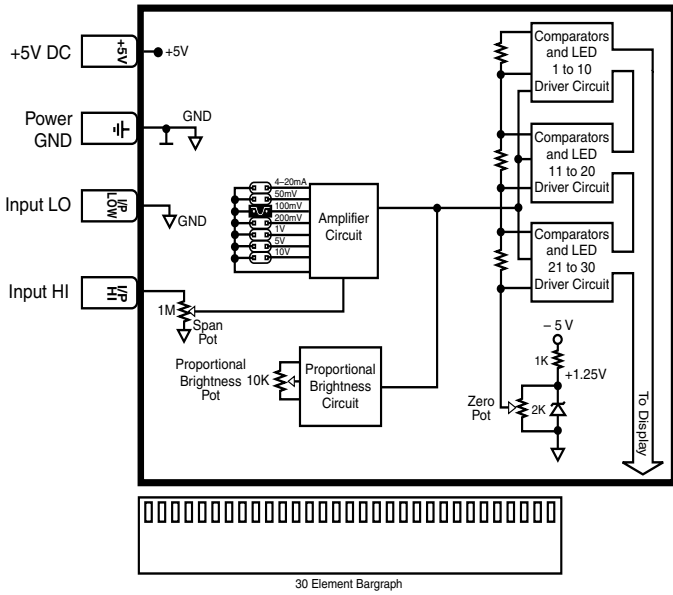 +5V DC
+5V
+5V
Power
GND
GND
Input LO
I/P
LOW
GND
Input HI
I/P
HI
1M
Span
Pot
4–20mA
50mV
100mV
200mV
1V
5V
10V
Amplifier
Circuit
Proportional
Brightness
Pot
10K
Proportional
Brightness
Circuit
Comparators
and LED
1 to 10
Driver Circuit
Comparators
and LED
11 to 20
Driver Circuit
Comparators
and LED
21 to 30
Driver Circuit
– 5 V
1K
+1.25V
Zero
Pot
2K
To Display
30 Element Bargraph